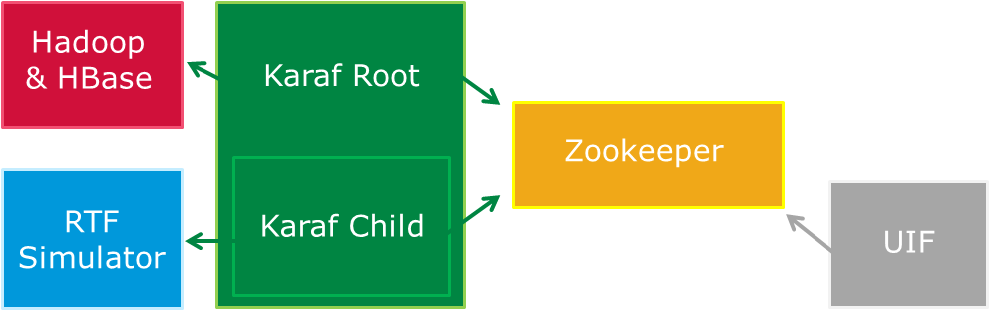 Hadoop
& HBase
Karaf Root
Zookeeper
RTF
Simulator
Karaf Child
UIF